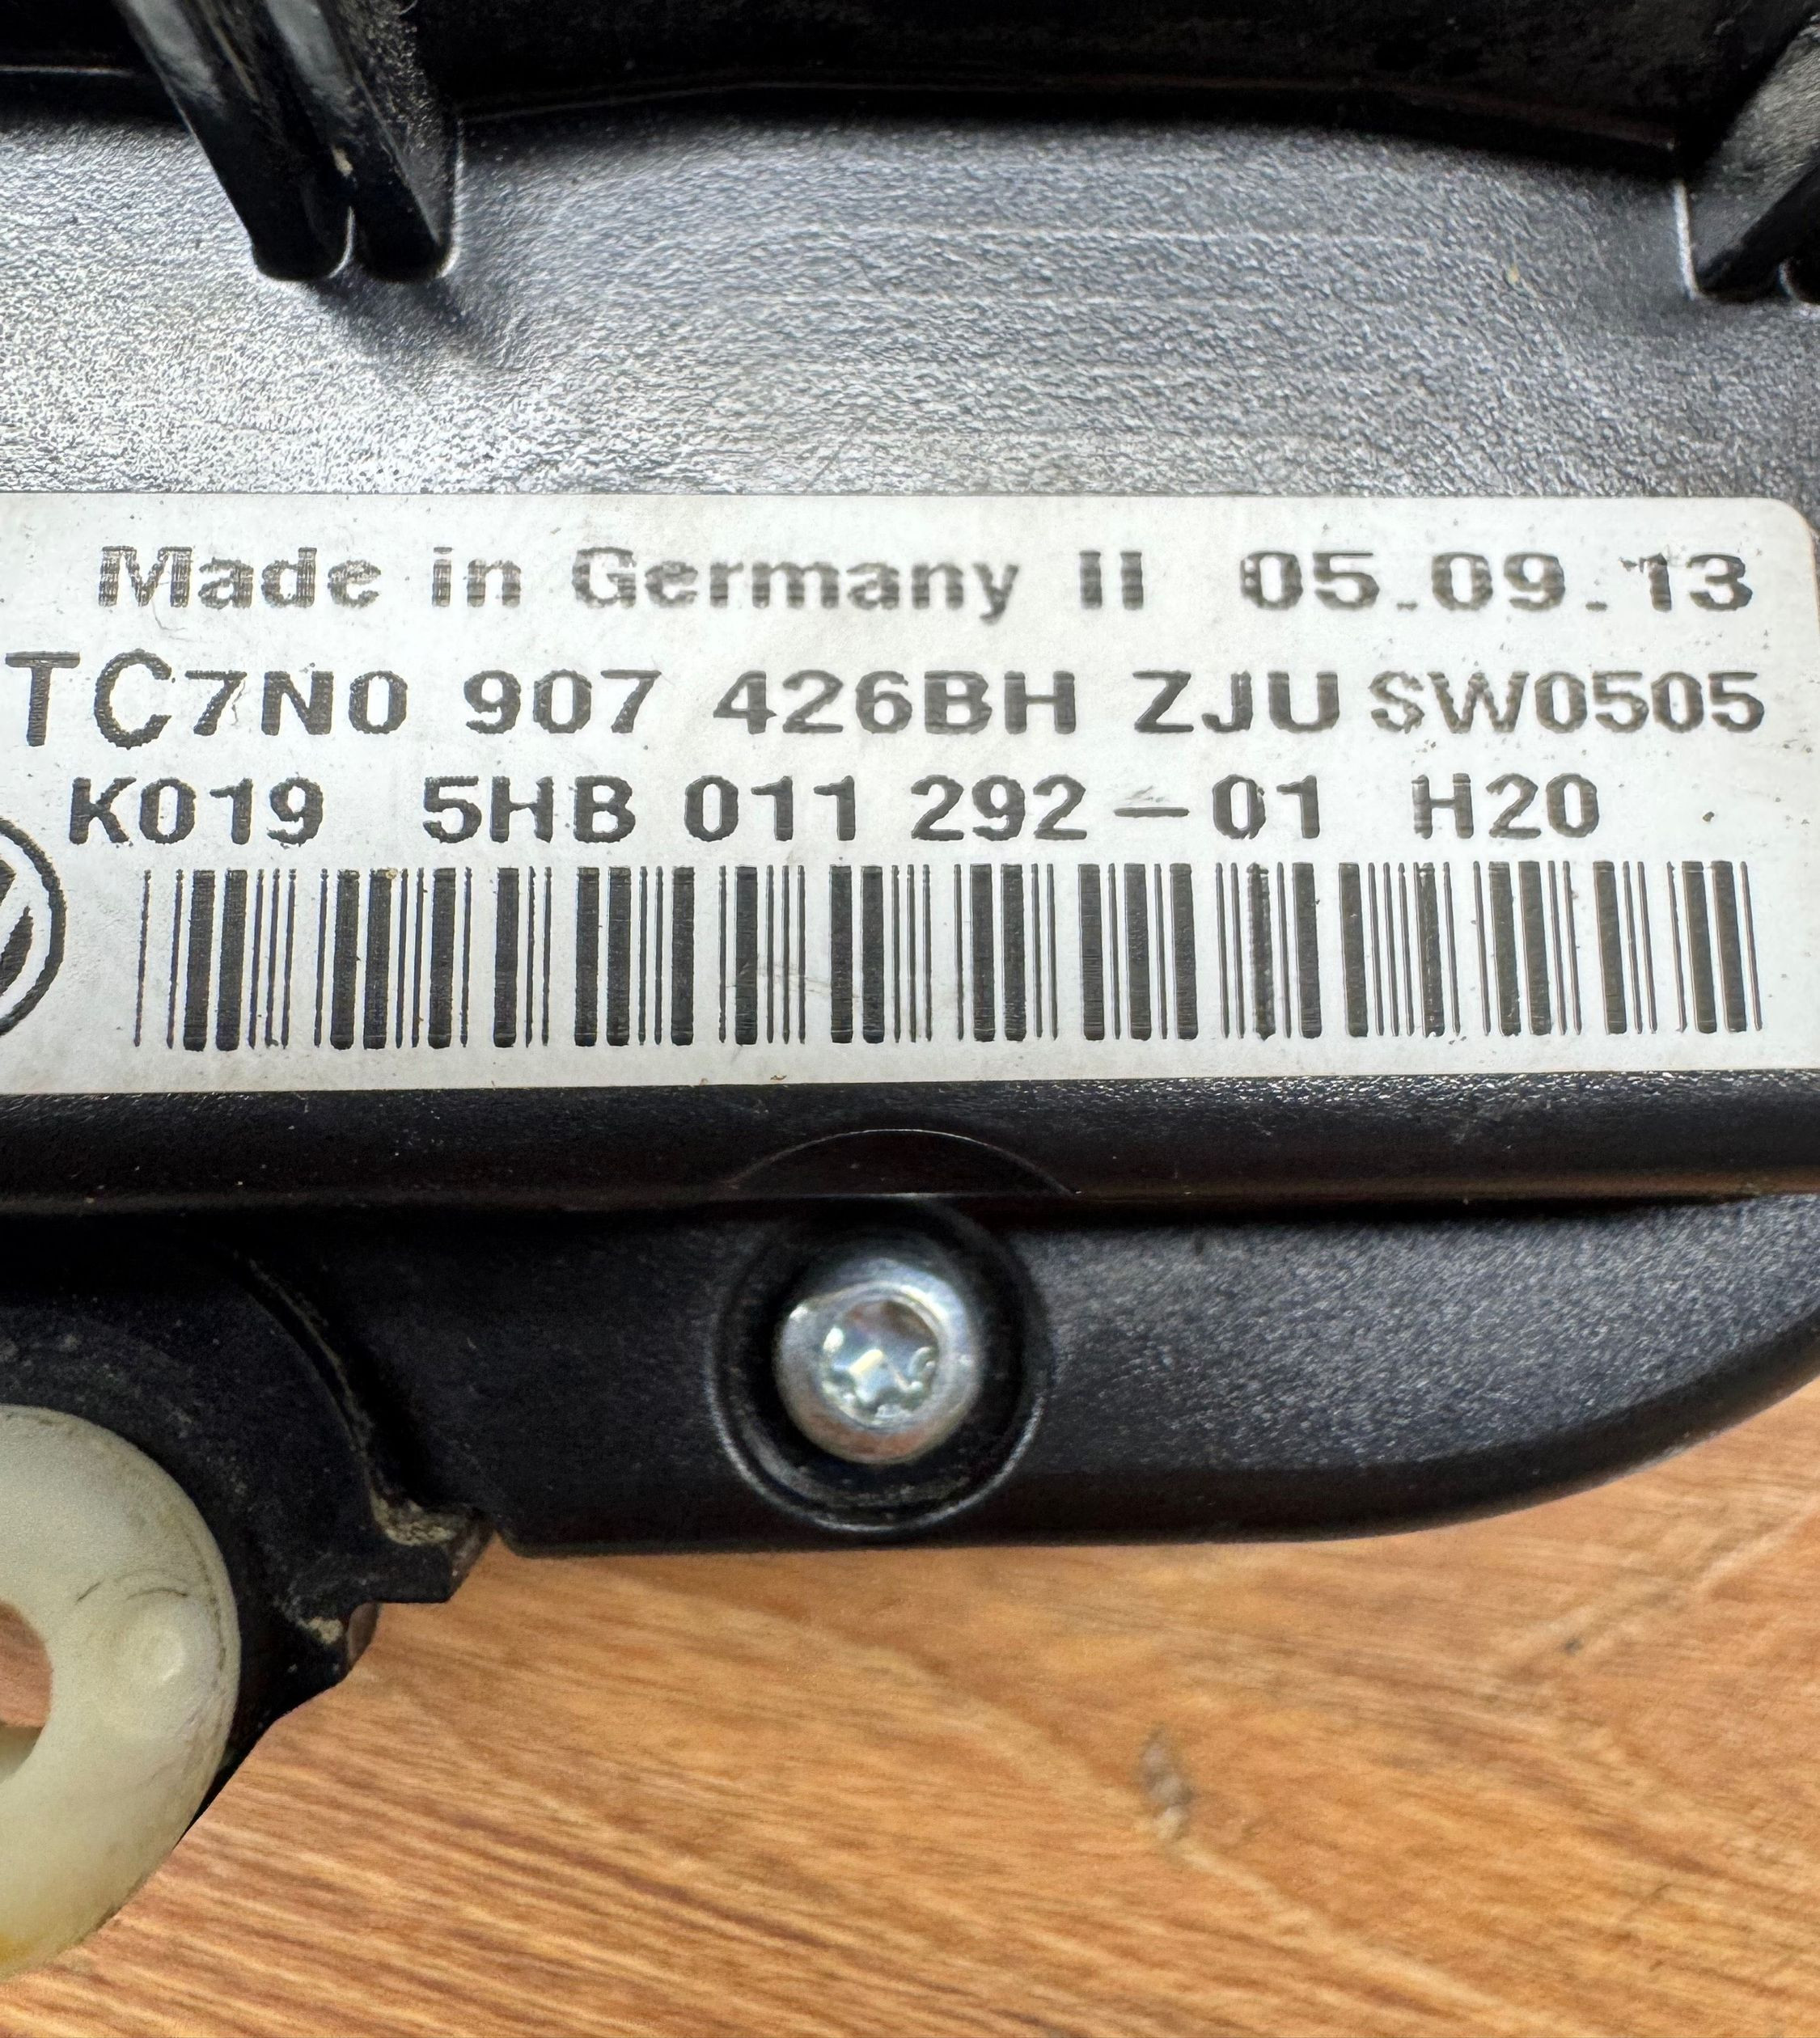 Made in Germany II 05.09.13
TC7N0 907 426BH ZJU SW0505
K019 5HB 011 292-01 H20